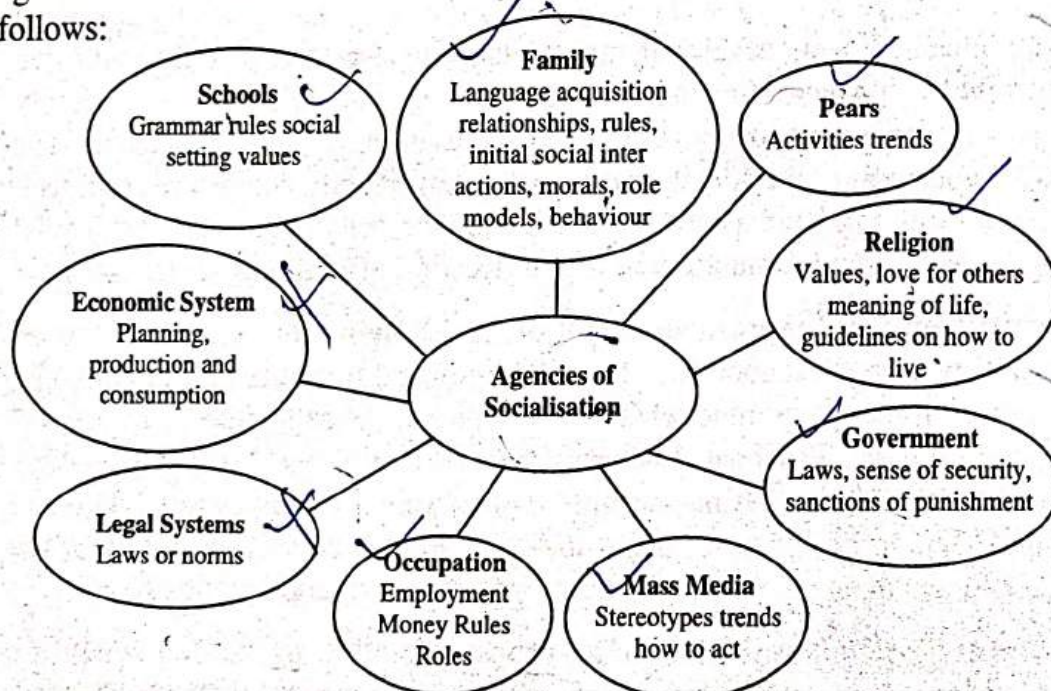 follows:
Schools
Grammar rules social
setting values
Family
Language acquisition
relationships, rules,
initial social inter
actions, morals, role
models, behaviour
Pears
Activities trends
Religion
Values, love for others
meaning of life,
guidelines on how to
live
Economic System
Planning,
production and
consumption
Agencies of
Socialisation
Government
Laws, sense of security,
sanctions of punishment
Legal Systems
Laws or norms
Occupation
Employment
Money Rules
Roles
Mass Media
Stereotypes trends
how to act